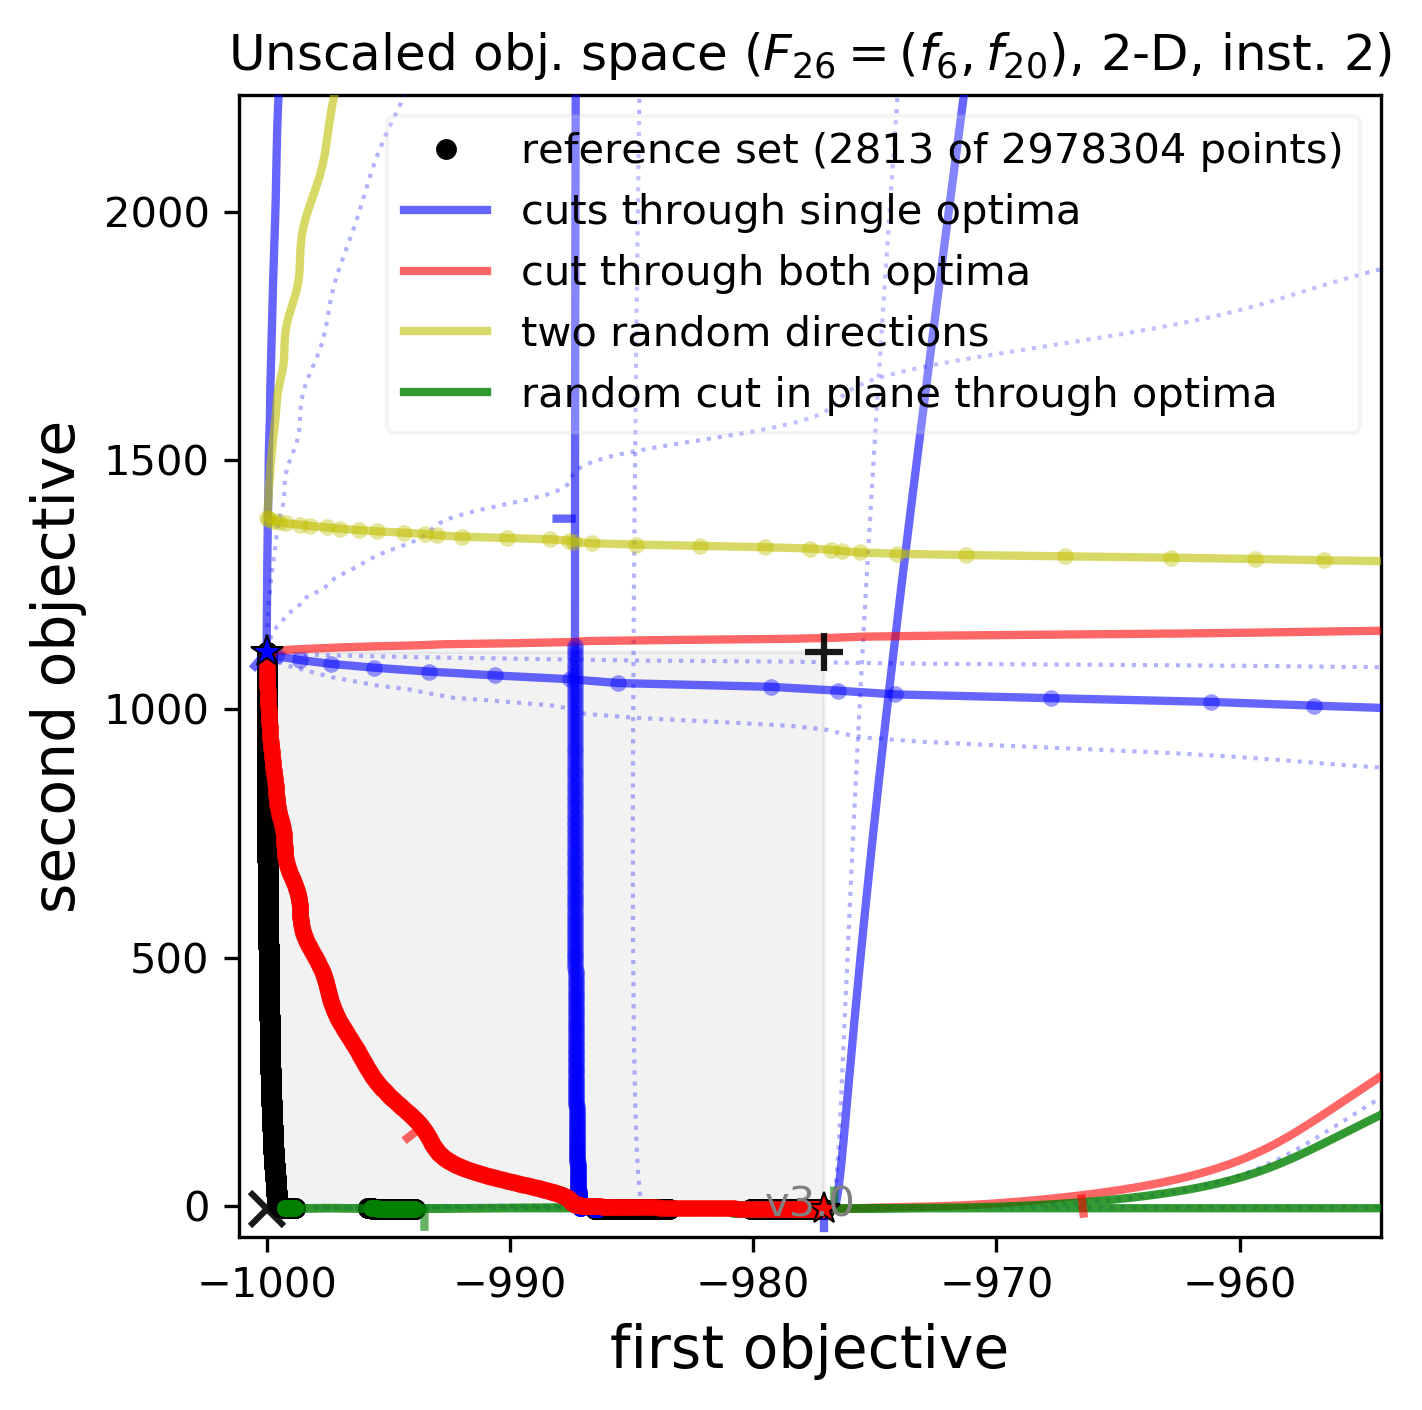 Unscaled obj. space (F₂₆ = (f₆, f₂₀), 2-D, inst. 2)
reference set (2813 of 2978304 points)
cuts through single optima
cut through both optima
two random directions
random cut in plane through optima
second objective
2000
1500
1000
500
0
v3.0
−1000
−990
−980
−970
−960
first objective